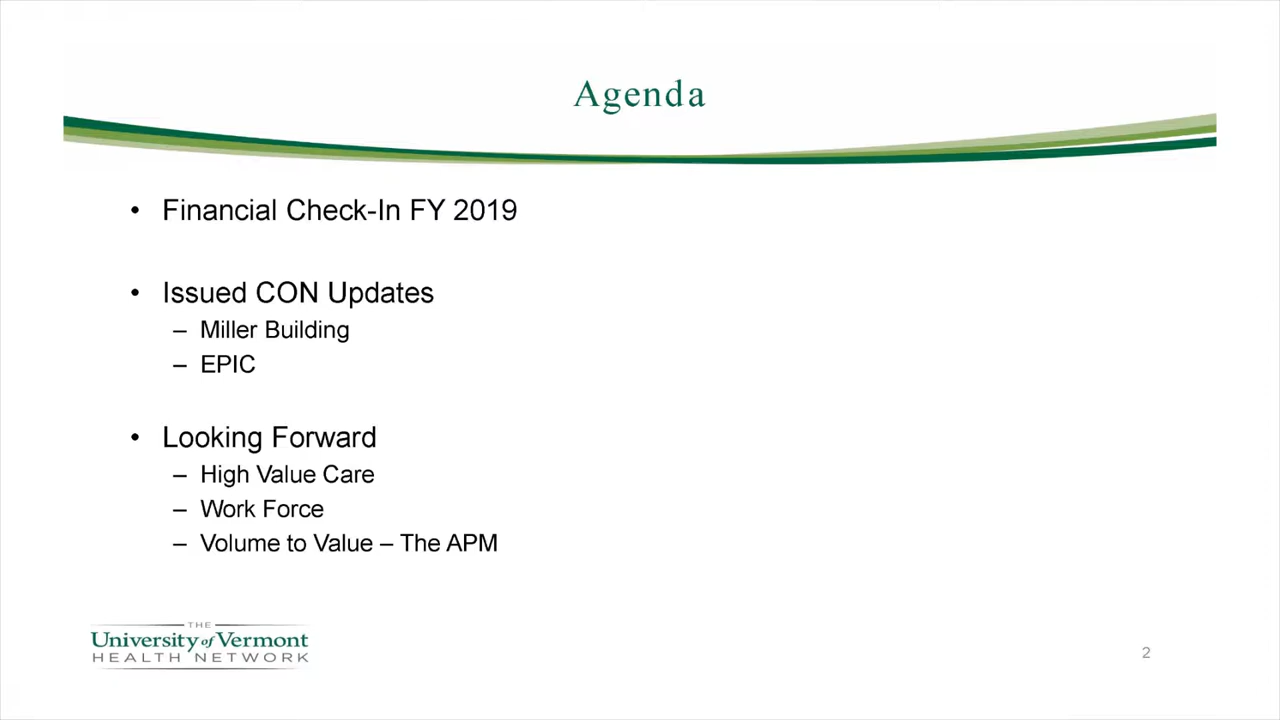 Agenda
• Financial Check-In FY 2019
• Issued CON Updates
– Miller Building
– EPIC
• Looking Forward
– High Value Care
– Work Force
– Volume to Value – The APM
THE
University of Vermont
HEALTH NETWORK
2